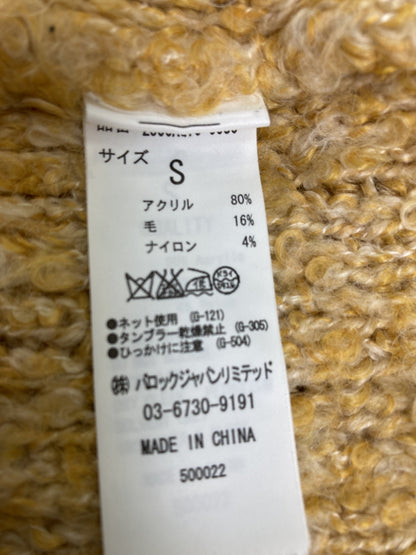 サイズ S
アクリル 80%
毛 16%
ナイロン 4%
●ネット使用 (G-121)
●タンブラー乾燥禁止 (G-305)
●ひっかけに注意 (G-504)
㈱バロックジャパンリミテッド
03-6730-9191
MADE IN CHINA
500022